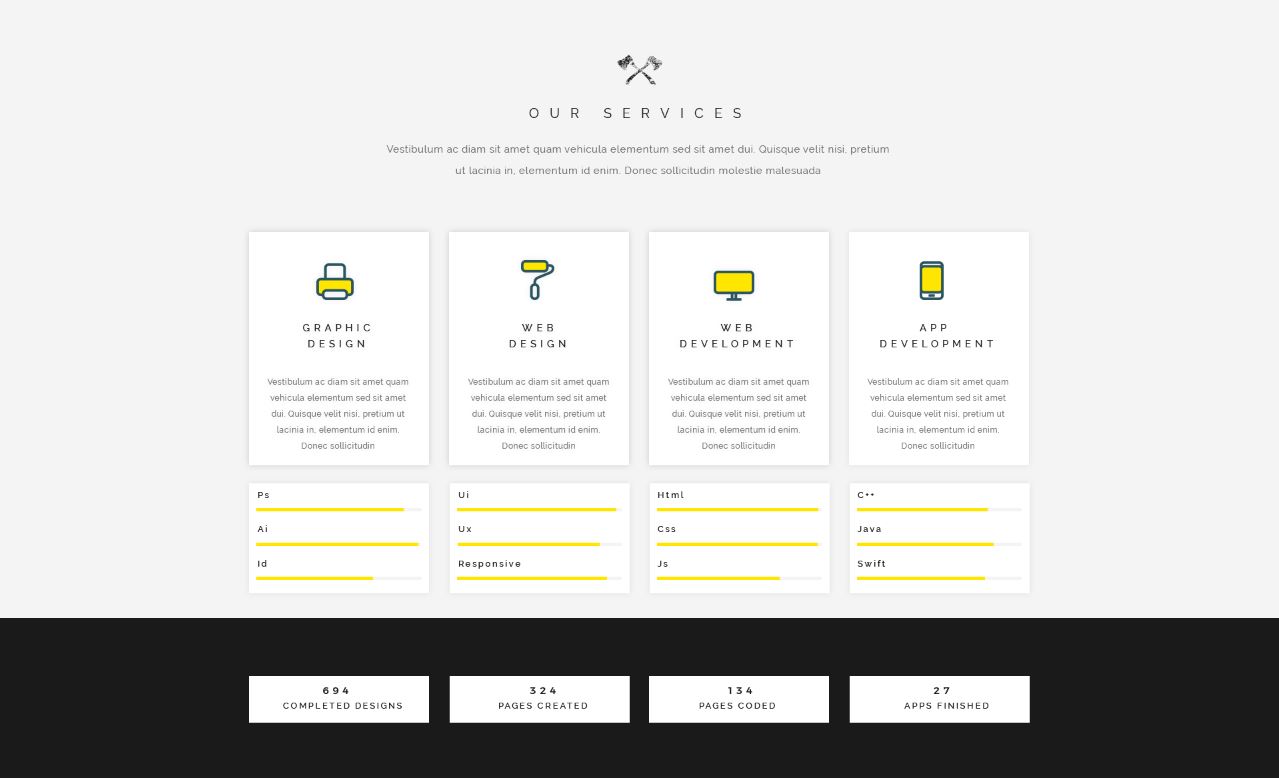 OUR SERVICES
Vestibulum ac diam sit amet quam vehicula elementum sed sit amet dui. Quisque velit nisi, pretium
ut lacinia in, elementum id enim. Donec sollicitudin molestie malesuada
GRAPHIC
DESIGN
Vestibulum ac diam sit amet quam
vehicula elementum sed sit amet
dui. Quisque velit nisi, pretium ut
lacinia in, elementum id enim.
Donec sollicitudin
WEB
DESIGN
Vestibulum ac diam sit amet quam
vehicula elementum sed sit amet
dui. Quisque velit nisi, pretium ut
lacinia in, elementum id enim.
Donec sollicitudin
WEB
DEVELOPMENT
Vestibulum ac diam sit amet quam
vehicula elementum sed sit amet
dui. Quisque velit nisi, pretium ut
lacinia in, elementum id enim.
Donec sollicitudin
APP
DEVELOPMENT
Vestibulum ac diam sit amet quam
vehicula elementum sed sit amet
dui. Quisque velit nisi, pretium ut
lacinia in, elementum id enim.
Donec sollicitudin
Ps
Ai
Id
Ui
Ux
Responsive
Html
Css
Js
C++
Java
Swift
694
COMPLETED DESIGNS
324
PAGES CREATED
134
PAGES CODED
27
APPS FINISHED